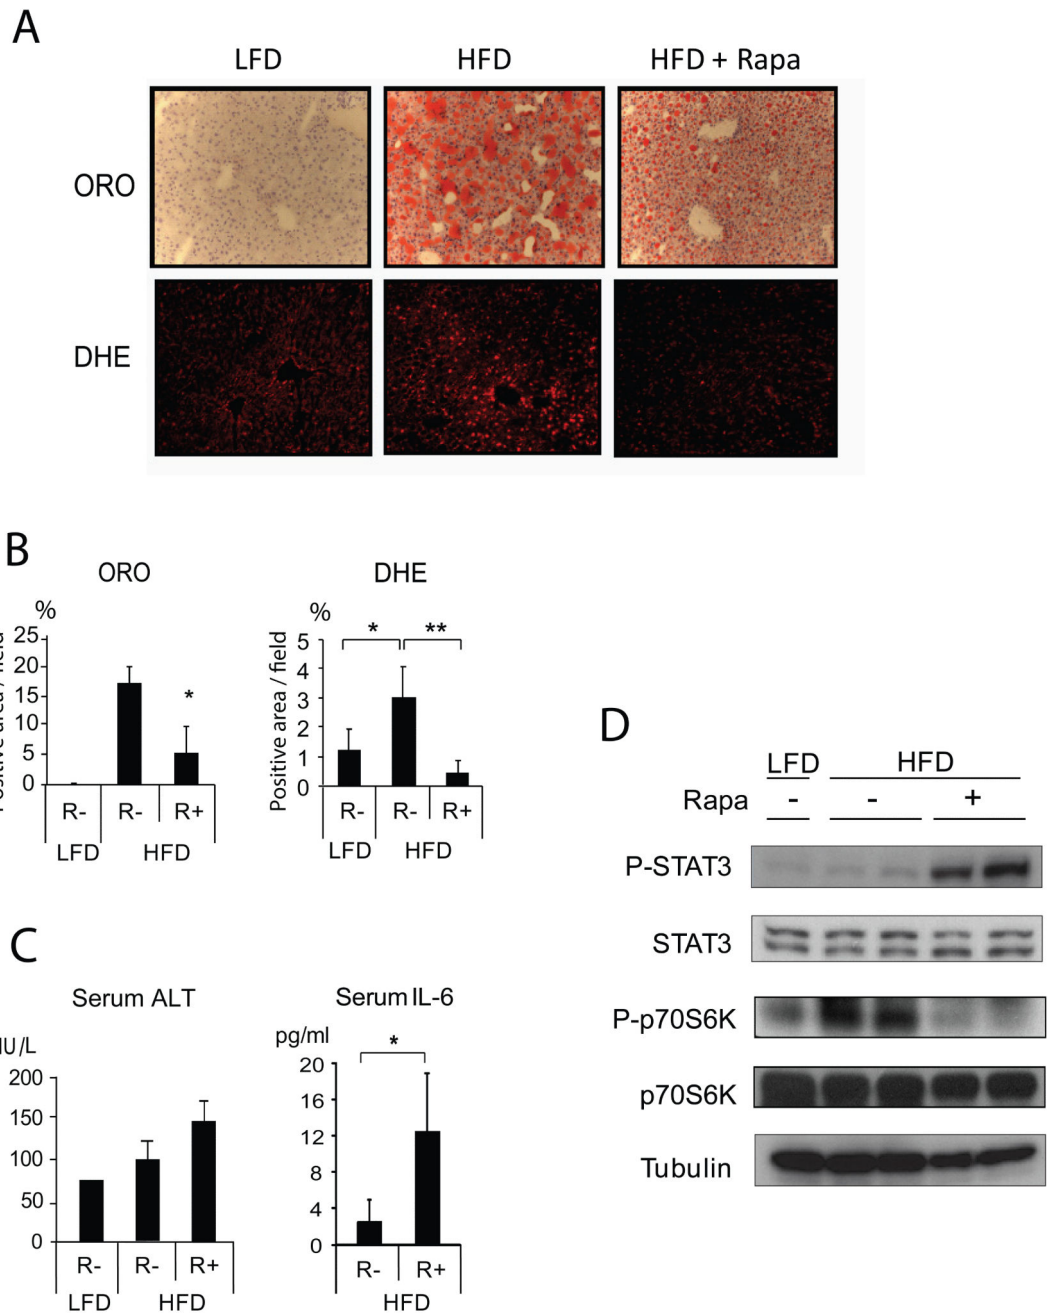 A
LFD HFD HFD + Rapa
ORO
DHE
B
ORO
%
25
20
15
10
5
0
*
R- R- R+
LFD HFD
DHE
%
Positive area / field
5
4
3
2
1
0
* **
R- R- R+
LFD HFD
C
Serum ALT
IU/L
200
150
100
50
0
R- R- R+
LFD HFD
Serum IL-6
pg/ml
20
16
12
8
4
0
*
R- R+
HFD
D
LFD HFD
Rapa - - +
P-STAT3
STAT3
P-p70S6K
p70S6K
Tubulin